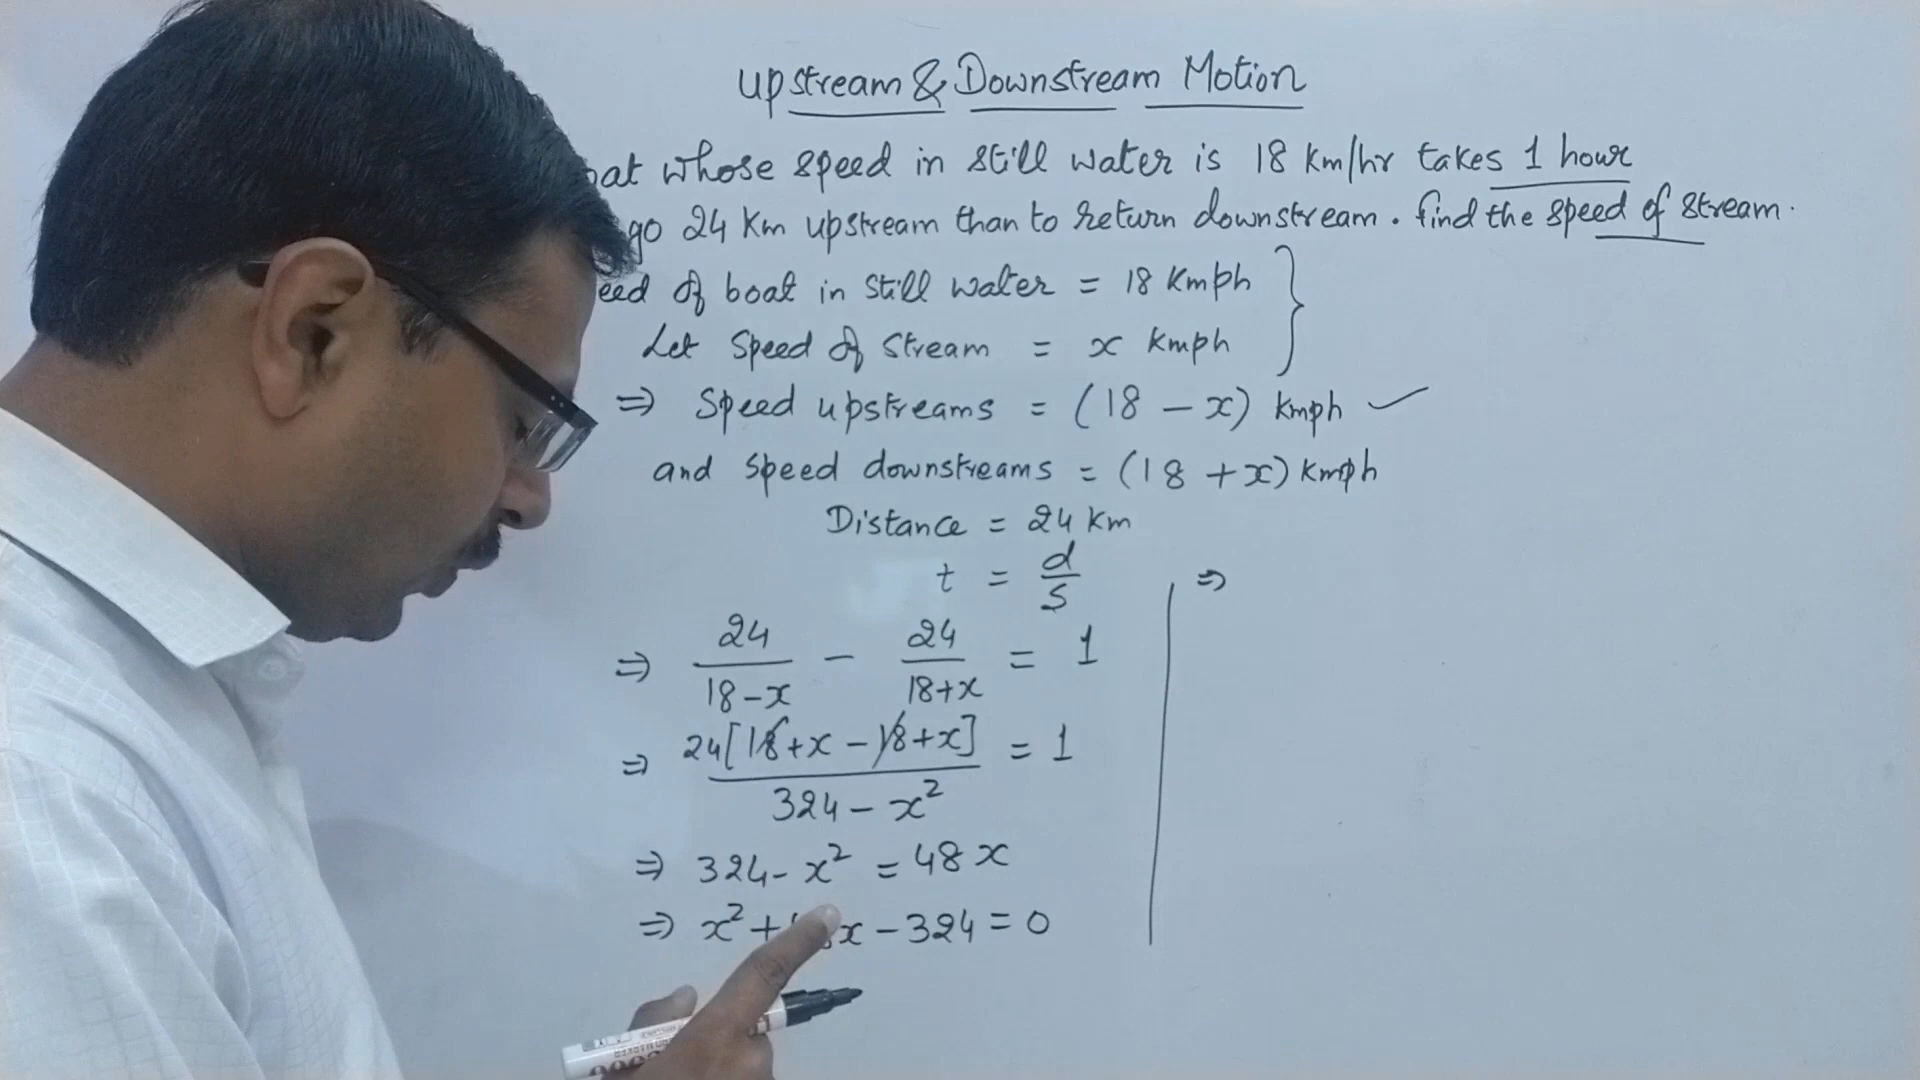 Upstream & Downstream Motion
whose speed in still water is 18 Km/hr takes 1 hour
go 24 Km upstream than to return downstream. find the speed of stream.
of boat in still water = 18 Kmph
Let Speed of Stream = x Kmph
⇒ Speed upstreams = (18 - x) Kmph ✓
and speed downstreams = (18 + x) Kmph
Distance = 24 Km
t = d/s
⇒ 24/(18-x) - 24/(18+x) = 1
⇒ 24[18+x-18+x]/(324-x²) = 1
⇒ 324-x² = 48x
⇒ x²+ x-324=0
⇒